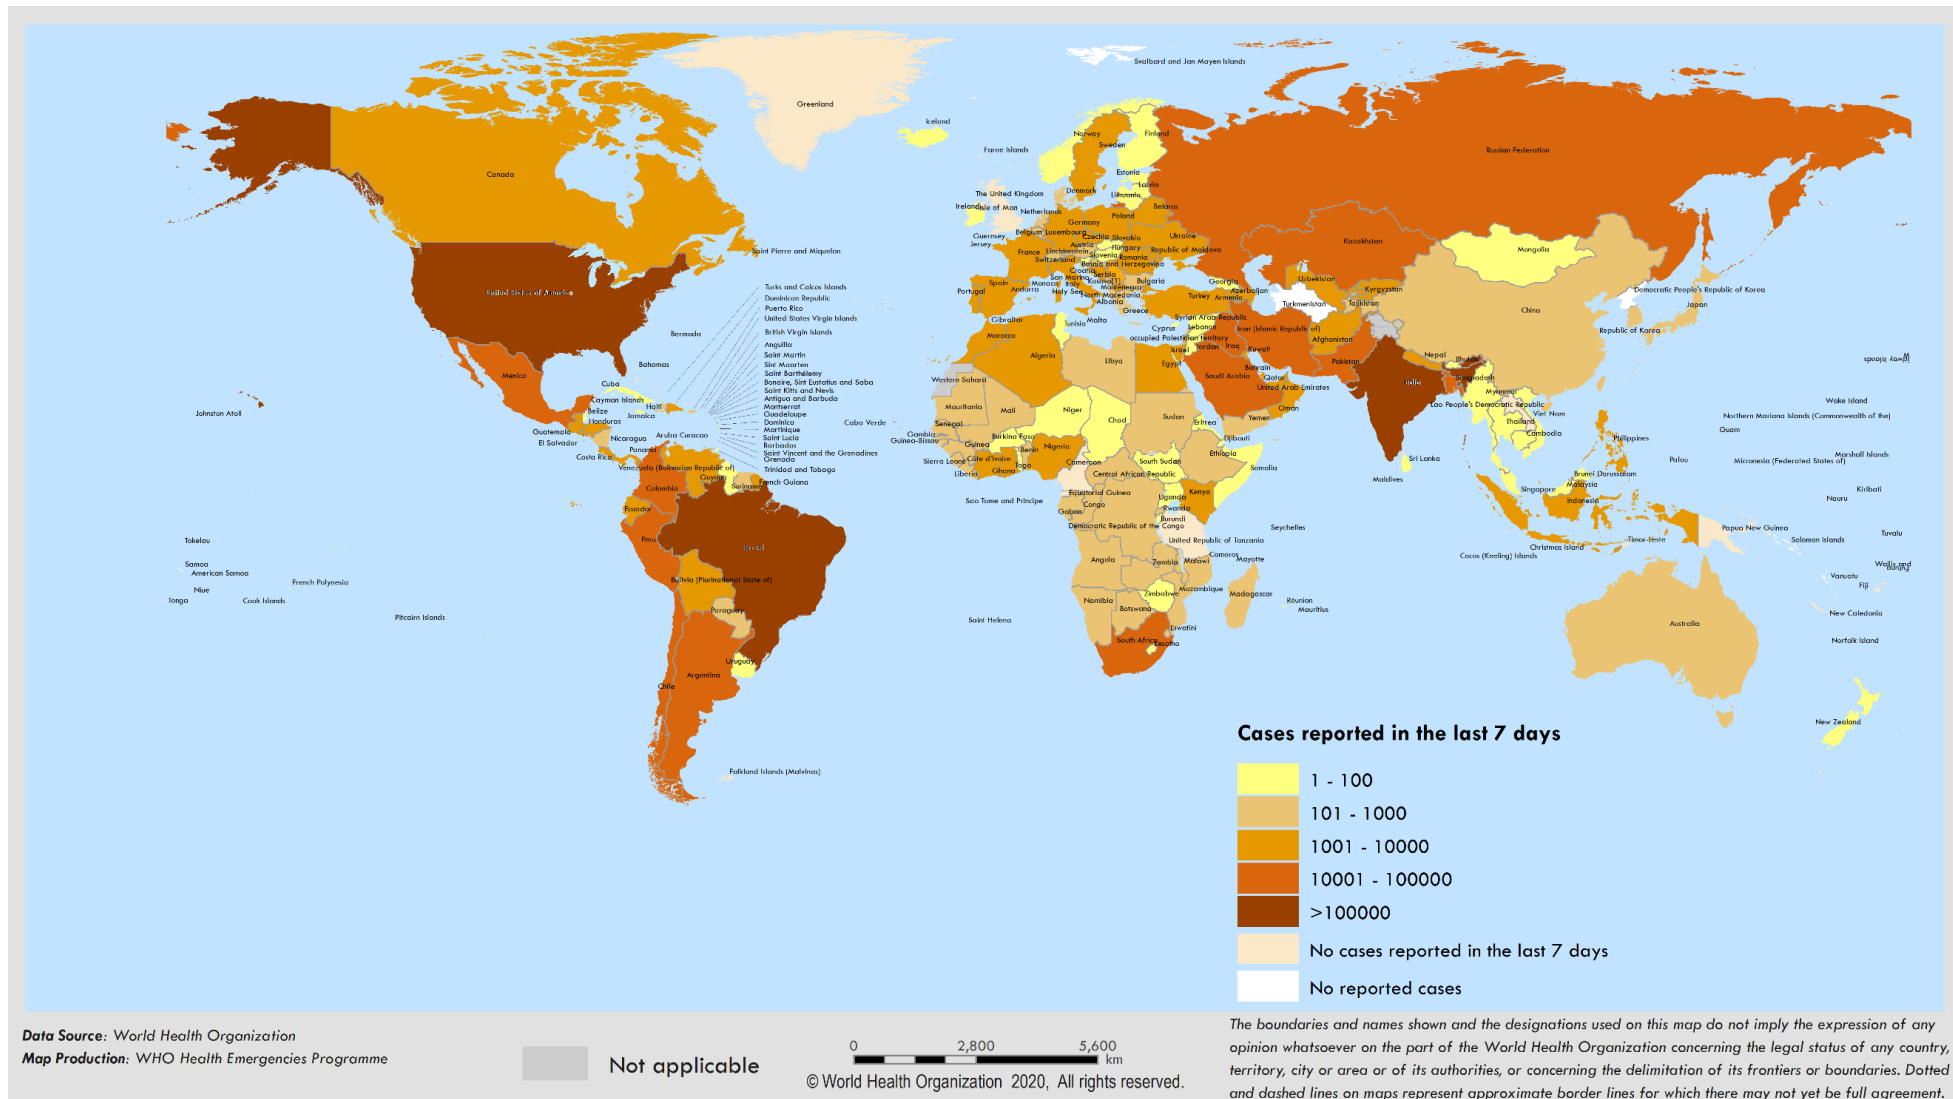 Svalbard and Jan Mayen Islands
Greenland
Iceland
Norway
Finland
Sweden
Faroe Islands
Russian Federation
Canada
Estonia
Latvia
Denmark
Lithuania
The United Kingdom
Ireland
Isle of Man
Netherlands
Belarus
Poland
Germany
Guernsey
Jersey
Belgium
Luxembourg
Czechia
Slovakia
Ukraine
Austria
Hungary
Republic of Moldova
France
Liechtenstein
Switzerland
Slovenia
Romania
Bosnia and Herzegovina
Croatia
Serbia
San Marino
Italy
Kosovo[1]
Bulgaria
Montenegro
Monaco
Holy See
North Macedonia
Albania
Spain
Andorra
Portugal
Greece
Gibraltar
Malta
Turkey
Georgia
Armenia
Azerbaijan
Kazakhstan
Uzbekistan
Kyrgyzstan
Turkmenistan
Tajikistan
Mongolia
China
Democratic People's Republic of Korea
Japan
Republic of Korea
Saint Pierre and Miquelon
United States of America
Turks and Caicos Islands
Dominican Republic
Puerto Rico
United States Virgin Islands
British Virgin Islands
Anguilla
Saint Martin
Sint Maarten
Saint Barthélemy
Bonaire, Sint Eustatius and Saba
Saint Kitts and Nevis
Antigua and Barbuda
Montserrat
Guadeloupe
Dominica
Martinique
Saint Lucia
Barbados
Saint Vincent and the Grenadines
Grenada
Trinidad and Tobago
Bermuda
Bahamas
Mexico
Cuba
Cayman Islands
Haiti
Belize
Jamaica
Honduras
Guatemala
El Salvador
Nicaragua
Aruba
Curacao
Costa Rica
Panama
Venezuela (Bolivarian Republic of)
Guyana
Suriname
French Guiana
Colombia
Ecuador
Peru
Brazil
Bolivia (Plurinational State of)
Paraguay
Uruguay
Argentina
Chile
Falkland Islands (Malvinas)
Johnston Atoll
Tokelau
Samoa
American Samoa
Niue
Tonga
Cook Islands
French Polynesia
Pitcairn Islands
Morocco
Tunisia
Algeria
Libya
Egypt
Cyprus
Syrian Arab Republic
Lebanon
occupied Palestinian territory
Israel
Jordan
Iraq
Iran (Islamic Republic of)
Kuwait
Afghanistan
Pakistan
Bahrain
Qatar
Saudi Arabia
United Arab Emirates
Oman
Yemen
Nepal
Bhutan
India
Bangladesh
Myanmar
Lao People's Democratic Republic
Viet Nam
Thailand
Cambodia
Sri Lanka
Maldives
Philippines
Brunei Darussalam
Malaysia
Singapore
Indonesia
Western Sahara
Mauritania
Mali
Niger
Chad
Sudan
Eritrea
Djibouti
Cabo Verde
Senegal
Gambia
Guinea-Bissau
Guinea
Burkina Faso
Benin
Nigeria
Sierra Leone
Côte d'Ivoire
Liberia
Ghana
Togo
Cameroon
Central African Republic
South Sudan
Ethiopia
Somalia
Sao Tome and Principe
Equatorial Guinea
Gabon
Congo
Democratic Republic of the Congo
Uganda
Kenya
Rwanda
Burundi
United Republic of Tanzania
Seychelles
Comoros
Mayotte
Angola
Zambia
Malawi
Mozambique
Zimbabwe
Namibia
Botswana
Madagascar
Réunion
Mauritius
Saint Helena
Eswatini
South Africa
Lesotho
Wake Island
Northern Mariana Islands (Commonwealth of the)
Guam
Palau
Micronesia (Federated States of)
Marshall Islands
Kiribati
Nauru
Papua New Guinea
Timor-Leste
Christmas Island
Cocos (Keeling) Islands
Solomon Islands
Tuvalu
Wallis and
Futuna
Vanuatu
Fiji
New Caledonia
Australia
Norfolk Island
New Zealand
Cases reported in the last 7 days
1 - 100
101 - 1000
1001 - 10000
10001 - 100000
>100000
No cases reported in the last 7 days
No reported cases
Data Source: World Health Organization
Map Production: WHO Health Emergencies Programme
Not applicable
0 2,800 5,600
km
© World Health Organization 2020, All rights reserved.
The boundaries and names shown and the designations used on this map do not imply the expression of any
opinion whatsoever on the part of the World Health Organization concerning the legal status of any country,
territory, city or area or of its authorities, or concerning the delimitation of its frontiers or boundaries. Dotted
and dashed lines on maps represent approximate border lines for which there may not yet be full agreement.